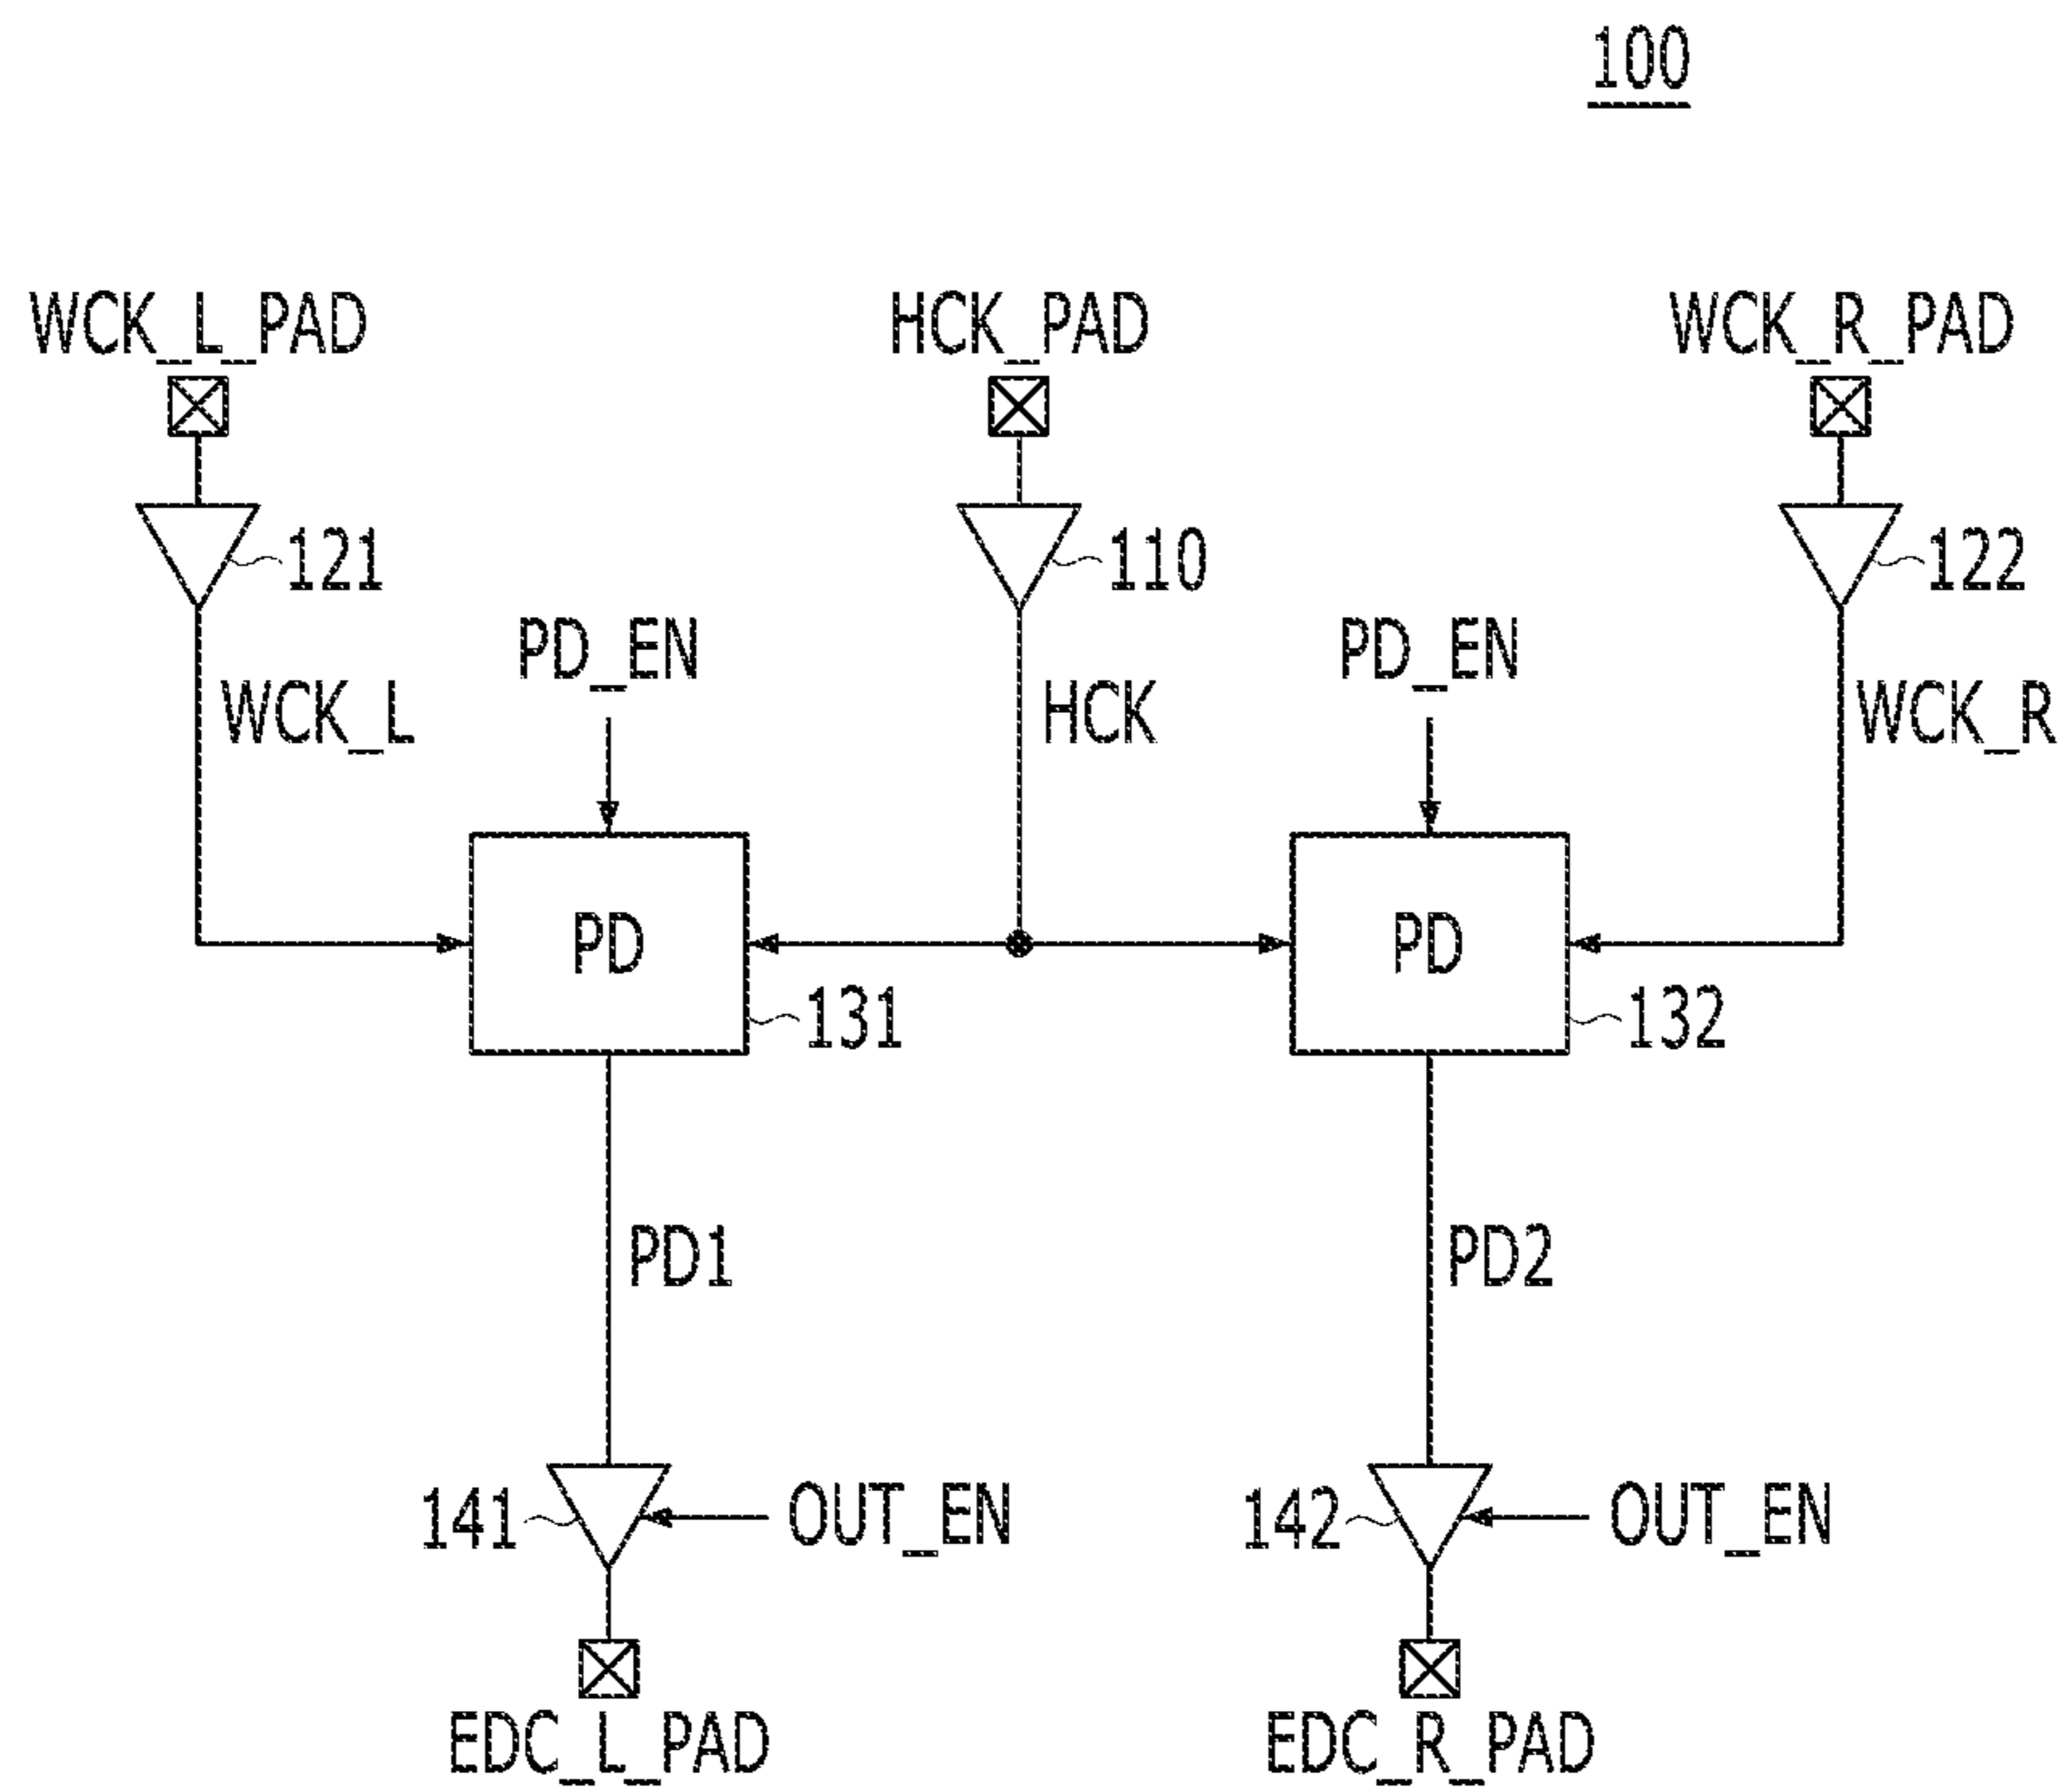 100
WCK_L_PAD
HCK_PAD
WCK_R_PAD
121
110
122
PD_EN
PD_EN
WCK_L
HCK
WCK_R
PD
PD
131
132
PD1
PD2
141
OUT_EN
142
OUT_EN
EDC_L_PAD
EDC_R_PAD